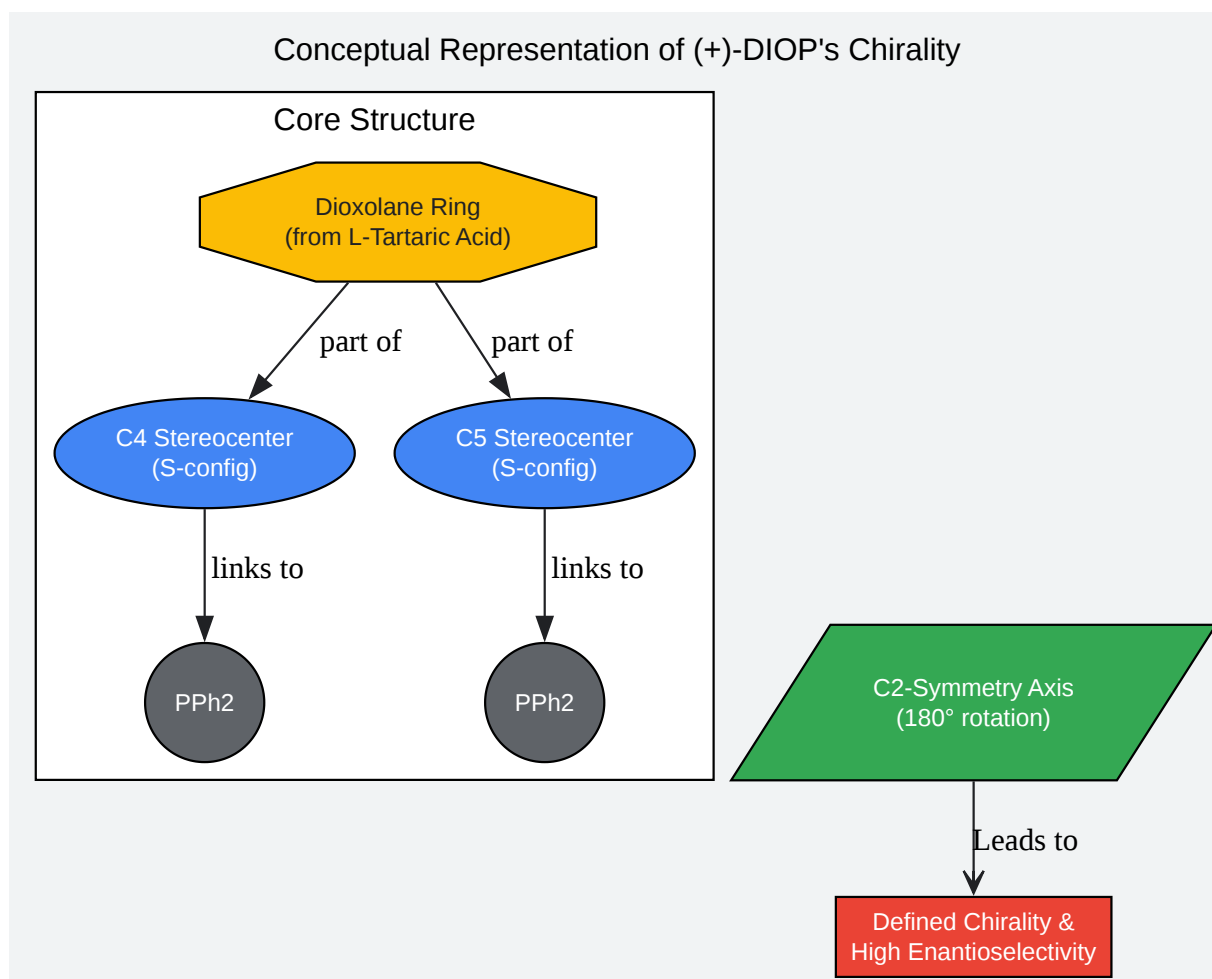 Conceptual Representation of (+)-DIOP's Chirality
Core Structure
Dioxolane Ring
(from L-Tartaric Acid)
part of
part of
C4 Stereocenter
(S-config)
C5 Stereocenter
(S-config)
links to
links to
PPh2
PPh2
C2-Symmetry Axis
(180° rotation)
Leads to
Defined Chirality &
High Enantioselectivity